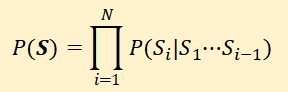 P(S) = ∏_{i=1}^{N} P(S_i|S_1⋯S_{i−1})